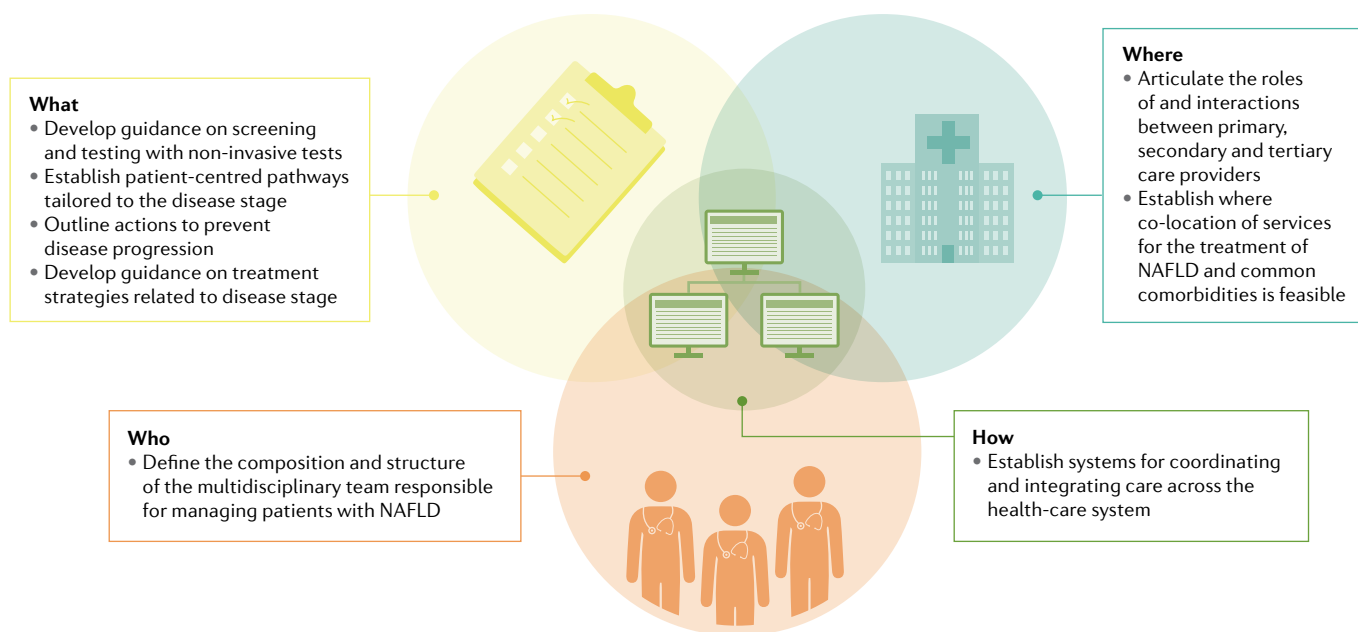 What
• Develop guidance on screening
and testing with non-invasive tests
• Establish patient-centred pathways
tailored to the disease stage
• Outline actions to prevent
disease progression
• Develop guidance on treatment
strategies related to disease stage
Where
• Articulate the roles
of and interactions
between primary,
secondary and tertiary
care providers
• Establish where
co-location of services
for the treatment of
NAFLD and common
comorbidities is feasible
Who
• Define the composition and structure
of the multidisciplinary team responsible
for managing patients with NAFLD
How
• Establish systems for coordinating
and integrating care across the
health-care system